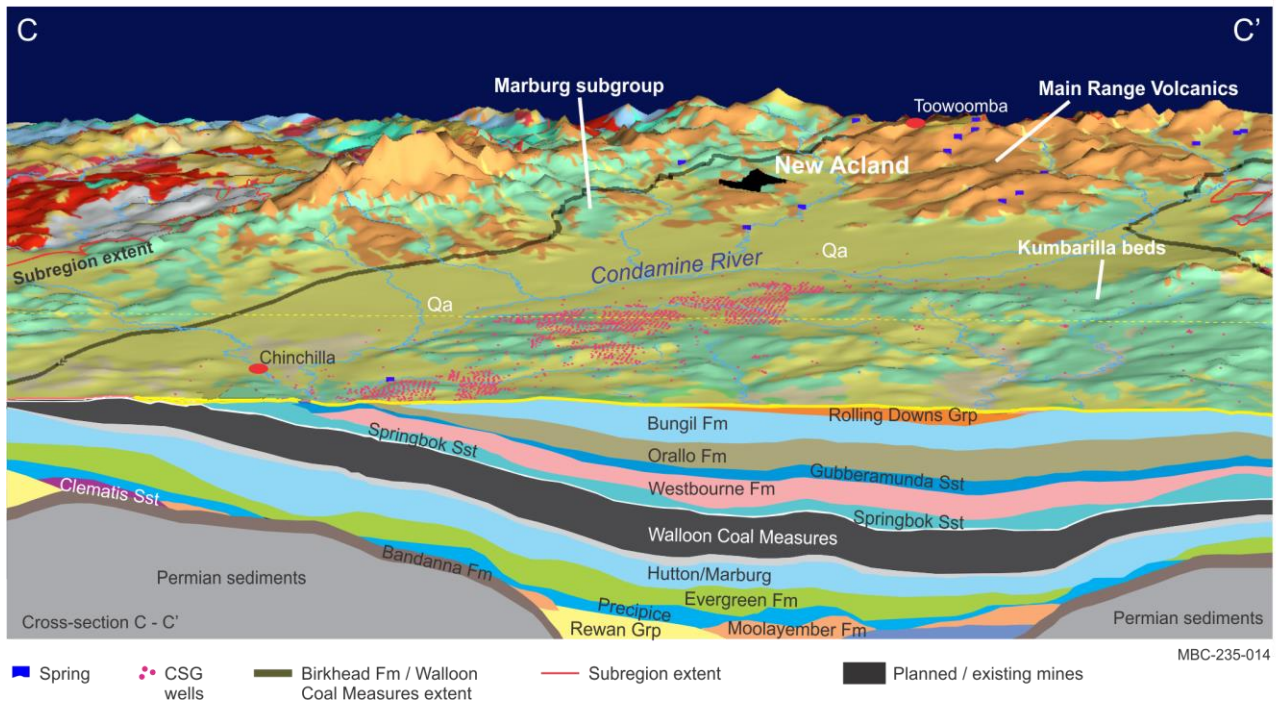 C
C’
Marburg subgroup
Main Range Volcanics
Toowoomba
New Acland
Subregion extent
Kumbarilla beds
Qa
Condamine River
Qa
Chinchilla
Rolling Downs Grp
Bungil Fm
Springbok Sst
Orallo Fm
Gubberamunda Sst
Westbourne Fm
Clematis Sst
Springbok Sst
Walloon Coal Measures
Bandanna Fm
Hutton/Marburg
Permian sediments
Evergreen Fm
Precipice
Cross-section C - C’
Rewan Grp
Moolayember Fm
Permian sediments
MBC-235-014
Spring
CSG
wells
Birkhead Fm / Walloon
Coal Measures extent
Subregion extent
Planned / existing mines